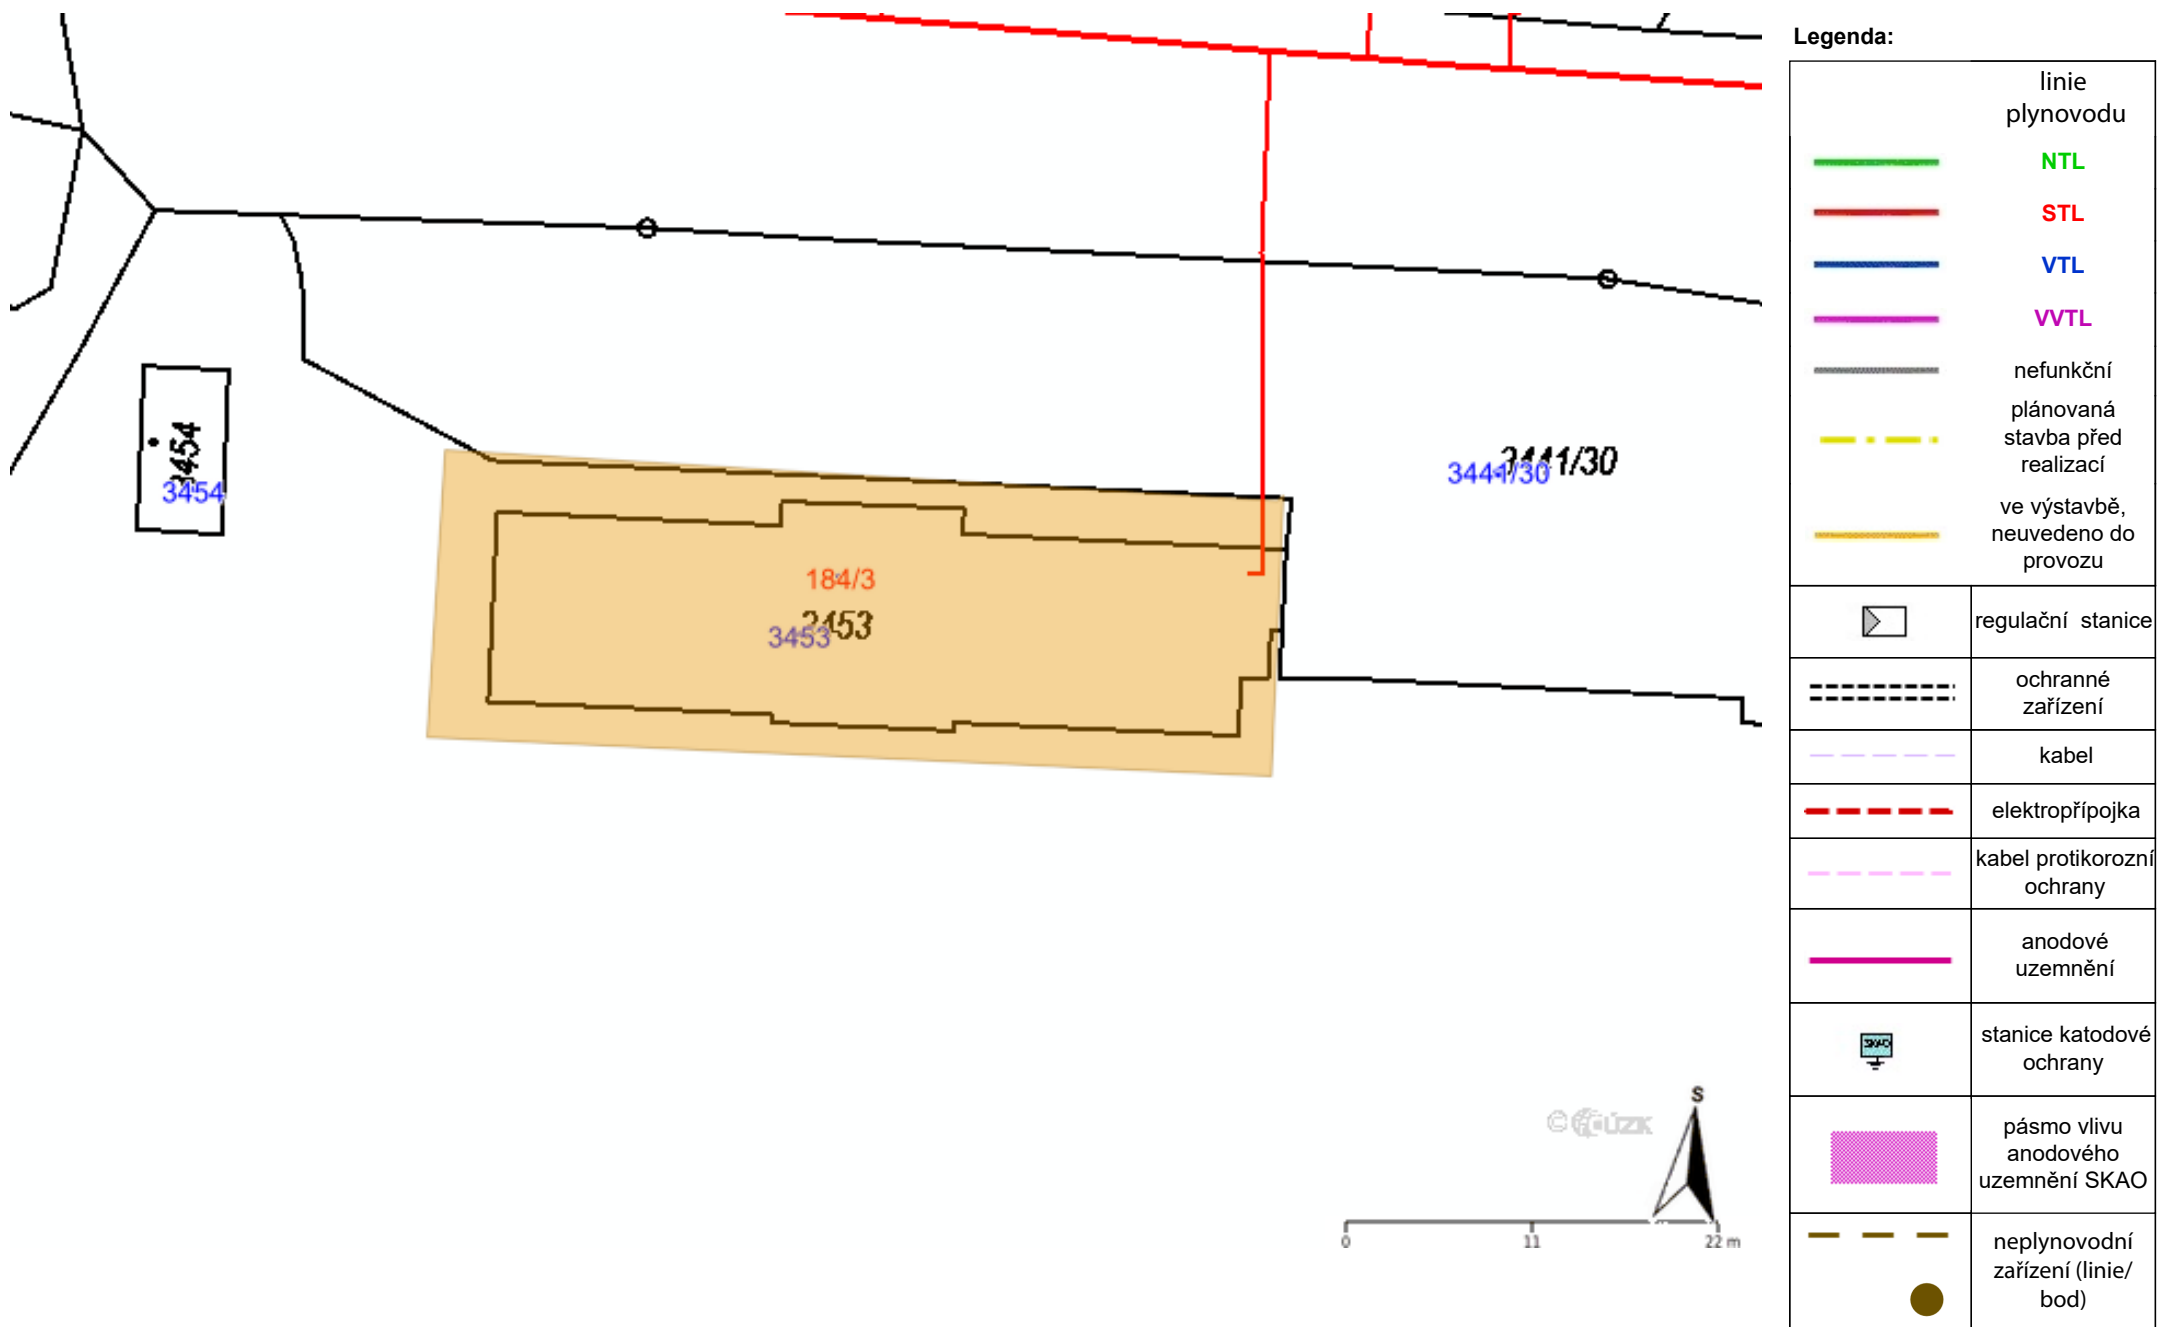 3454
3454
3441/30
3441/30
184/3
3453
3453
S
ÚZK
0 11 22 m
Legenda:
linie
plynovodu
NTL
STL
VTL
VVTL
nefunkční
plánovaná
stavba před
realizací
ve výstavbě,
neuvedeno do
provozu
regulační stanice
ochranné
zařízení
kabel
elektropřípojka
kabel protikorozní
ochrany
anodové
uzemnění
SKAO
stanice katodové
ochrany
pásmo vlivu
anodového
uzemnění SKAO
neplynovodní
zařízení (linie/
bod)